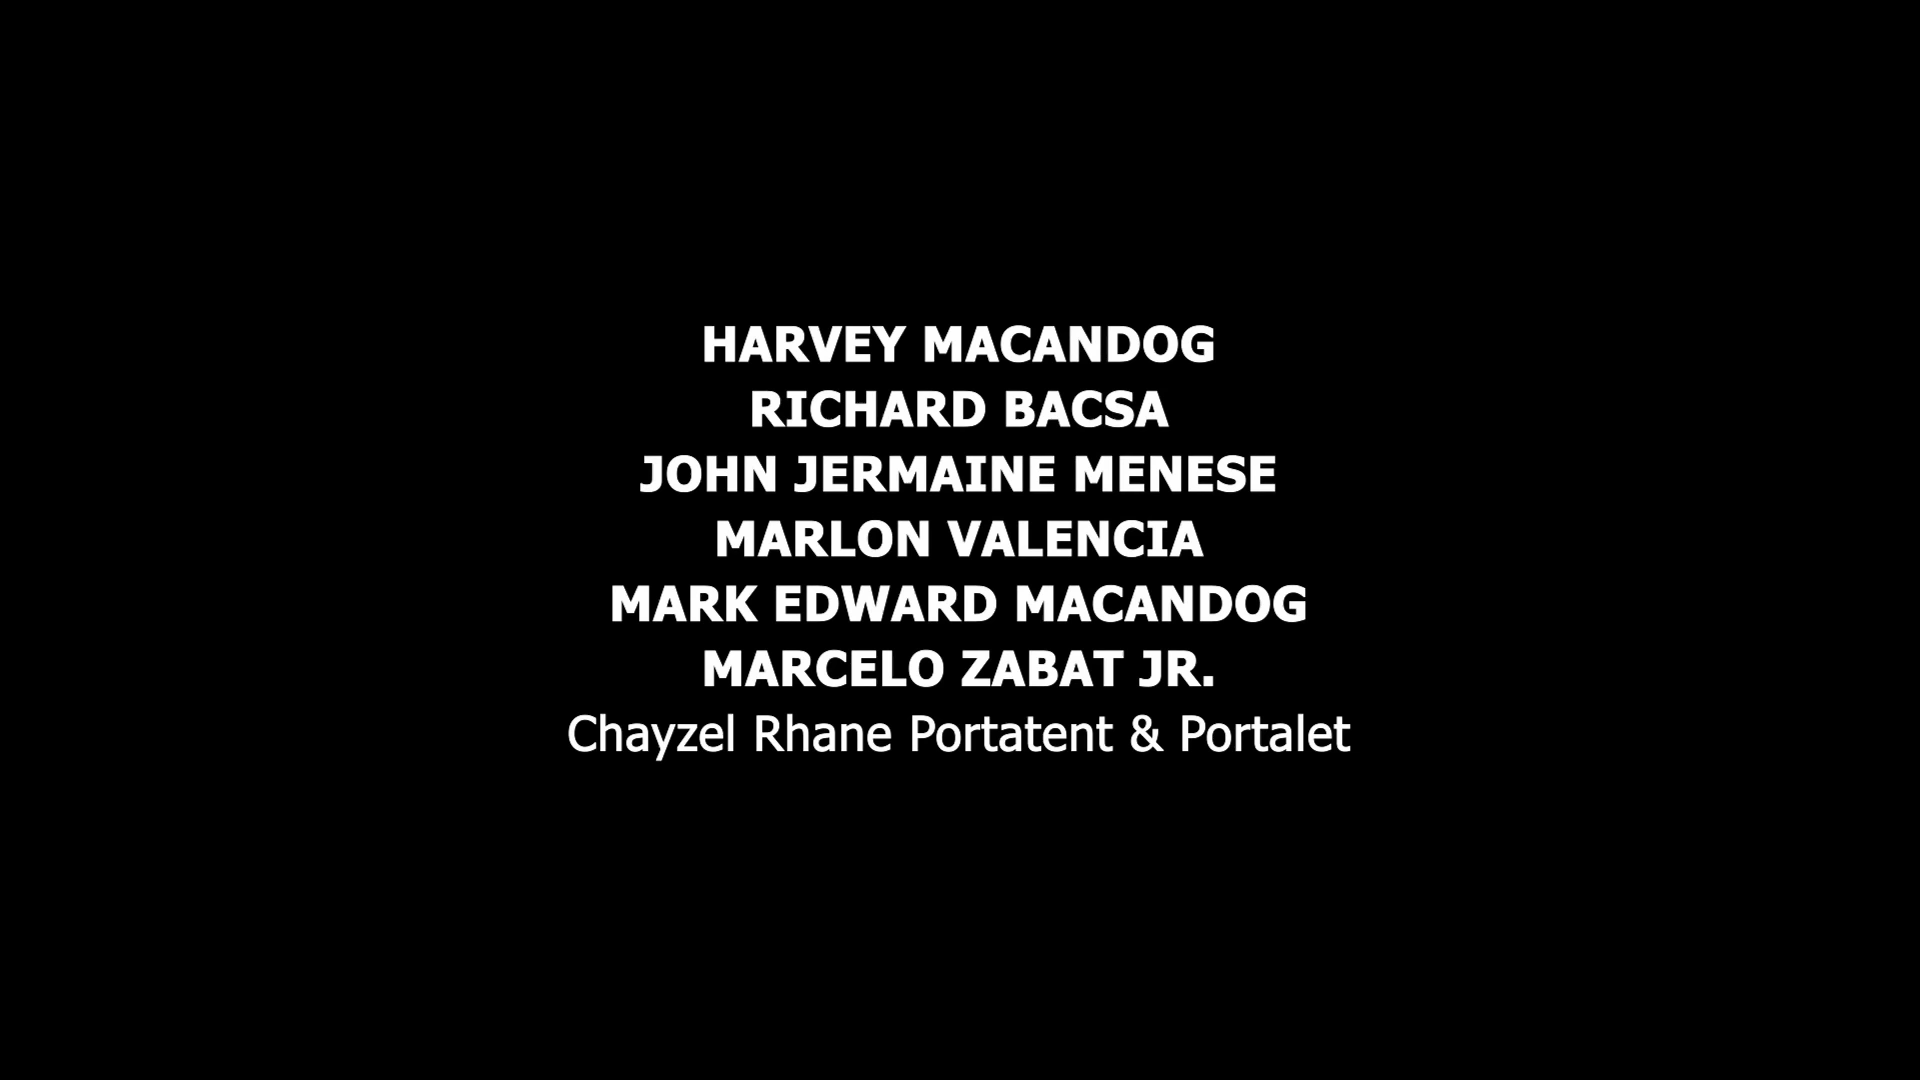 HARVEY MACANDOG
RICHARD BACSA
JOHN JERMAINE MENESE
MARLON VALENCIA
MARK EDWARD MACANDOG
MARCELO ZABAT JR.
Chayzel Rhane Portatent & Portalet